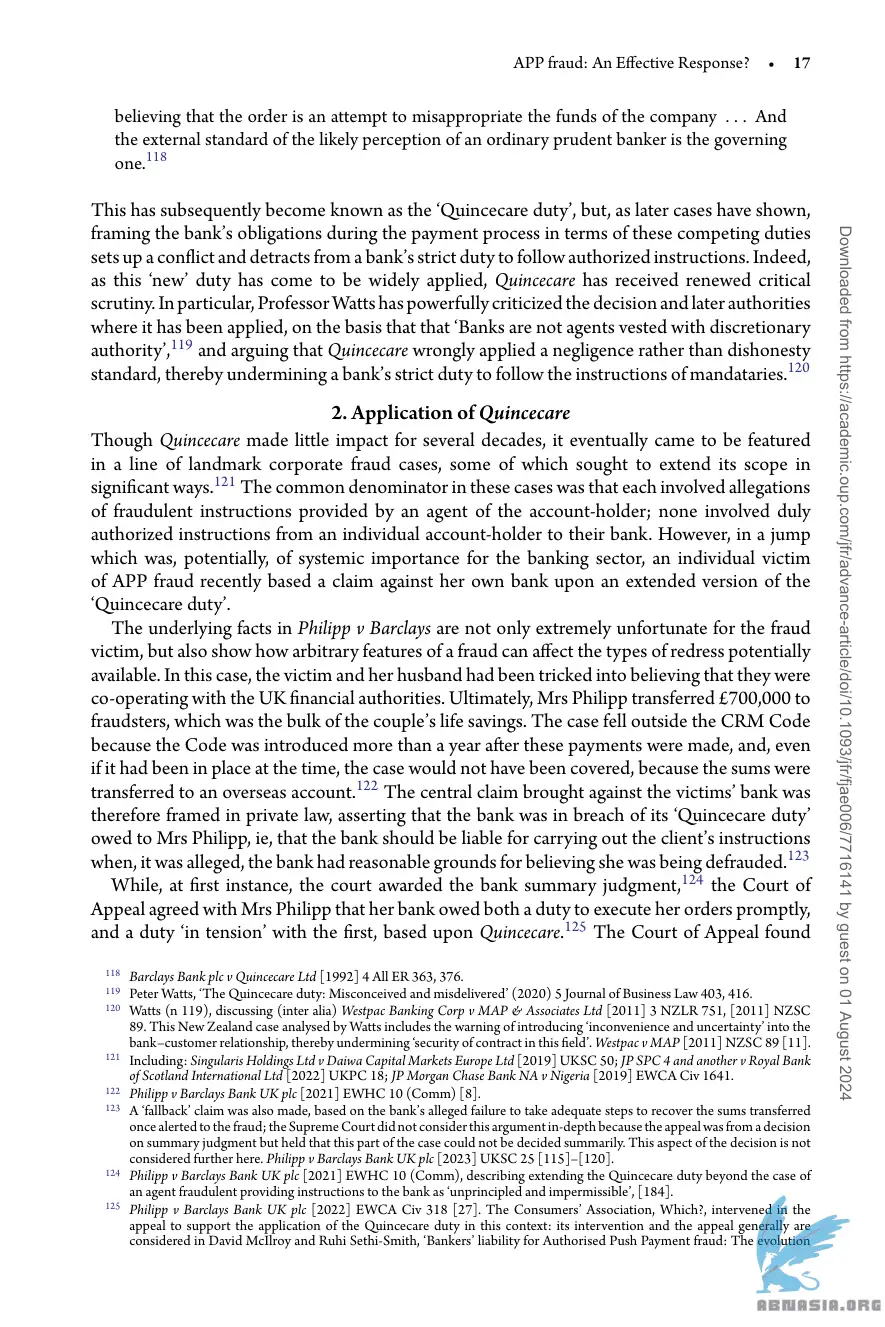 APP fraud: An Effective Response? • 17
believing that the order is an attempt to misappropriate the funds of the company … And
the external standard of the likely perception of an ordinary prudent banker is the governing
one.118
This has subsequently become known as the ‘Quincecare duty’, but, as later cases have shown,
framing the bank’s obligations during the payment process in terms of these competing duties
sets up a conflict and detracts from a bank’s strict duty to follow authorized instructions. Indeed,
as this ‘new’ duty has come to be widely applied, Quincecare has received renewed critical
scrutiny. In particular, Professor Watts has powerfully criticized the decision and later authorities
where it has been applied, on the basis that that ‘Banks are not agents vested with discretionary
authority’,119 and arguing that Quincecare wrongly applied a negligence rather than dishonesty
standard, thereby undermining a bank’s strict duty to follow the instructions of mandataries.120
2. Application of Quincecare
Though Quincecare made little impact for several decades, it eventually came to be featured
in a line of landmark corporate fraud cases, some of which sought to extend its scope in
significant ways.121 The common denominator in these cases was that each involved allegations
of fraudulent instructions provided by an agent of the account-holder; none involved duly
authorized instructions from an individual account-holder to their bank. However, in a jump
which was, potentially, of systemic importance for the banking sector, an individual victim
of APP fraud recently based a claim against her own bank upon an extended version of the
‘Quincecare duty’.
The underlying facts in Philipp v Barclays are not only extremely unfortunate for the fraud
victim, but also show how arbitrary features of a fraud can affect the types of redress potentially
available. In this case, the victim and her husband had been tricked into believing that they were
co-operating with the UK financial authorities. Ultimately, Mrs Philipp transferred £700,000 to
fraudsters, which was the bulk of the couple’s life savings. The case fell outside the CRM Code
because the Code was introduced more than a year after these payments were made, and, even
if it had been in place at the time, the case would not have been covered, because the sums were
transferred to an overseas account.122 The central claim brought against the victims’ bank was
therefore framed in private law, asserting that the bank was in breach of its ‘Quincecare duty’
owed to Mrs Philipp, ie, that the bank should be liable for carrying out the client’s instructions
when, it was alleged, the bank had reasonable grounds for believing she was being defrauded.123
While, at first instance, the court awarded the bank summary judgment,124 the Court of
Appeal agreed with Mrs Philipp that her bank owed both a duty to execute her orders promptly,
and a duty ‘in tension’ with the first, based upon Quincecare.125 The Court of Appeal found
118 Barclays Bank plc v Quincecare Ltd [1992] 4 All ER 363, 376.
119 Peter Watts, ‘The Quincecare duty: Misconceived and misdelivered’ (2020) 5 Journal of Business Law 403, 416.
120 Watts (n 119), discussing (inter alia) Westpac Banking Corp v MAP & Associates Ltd [2011] 3 NZLR 751, [2011] NZSC
89. This New Zealand case analysed by Watts includes the warning of introducing ‘inconvenience and uncertainty’ into the
bank–customer relationship, thereby undermining ‘security of contract in this field’. Westpac v MAP [2011] NZSC 89 [11].
121 Including: Singularis Holdings Ltd v Daiwa Capital Markets Europe Ltd [2019] UKSC 50; JP SPC 4 and another v Royal Bank
of Scotland International Ltd [2022] UKPC 18; JP Morgan Chase Bank NA v Nigeria [2019] EWCA Civ 1641.
122 Philipp v Barclays Bank UK plc [2021] EWHC 10 (Comm) [8].
123 A ‘fallback’ claim was also made, based on the bank’s alleged failure to take adequate steps to recover the sums transferred
once alerted to the fraud; the Supreme Court did not consider this argument in-depth because the appeal was from a decision
on summary judgment but held that this part of the case could not be decided summarily. This aspect of the decision is not
considered further here. Philipp v Barclays Bank UK plc [2023] UKSC 25 [115]–[120].
124 Philipp v Barclays Bank UK plc [2021] EWHC 10 (Comm), describing extending the Quincecare duty beyond the case of
an agent fraudulent providing instructions to the bank as ‘unprincipled and impermissible’, [184].
125 Philipp v Barclays Bank UK plc [2022] EWCA Civ 318 [27]. The Consumers’ Association, Which?, intervened in the
appeal to support the application of the Quincecare duty in this context: its intervention and the appeal generally are
considered in David McIlroy and Ruhi Sethi-Smith, ‘Bankers’ liability for Authorised Push Payment fraud: The evolution
Downloaded from https://academic.oup.com/jfr/advance-article/doi/10.1093/jfr/fjae006/7716141 by guest on 01 August 2024
ABNASIA.ORG